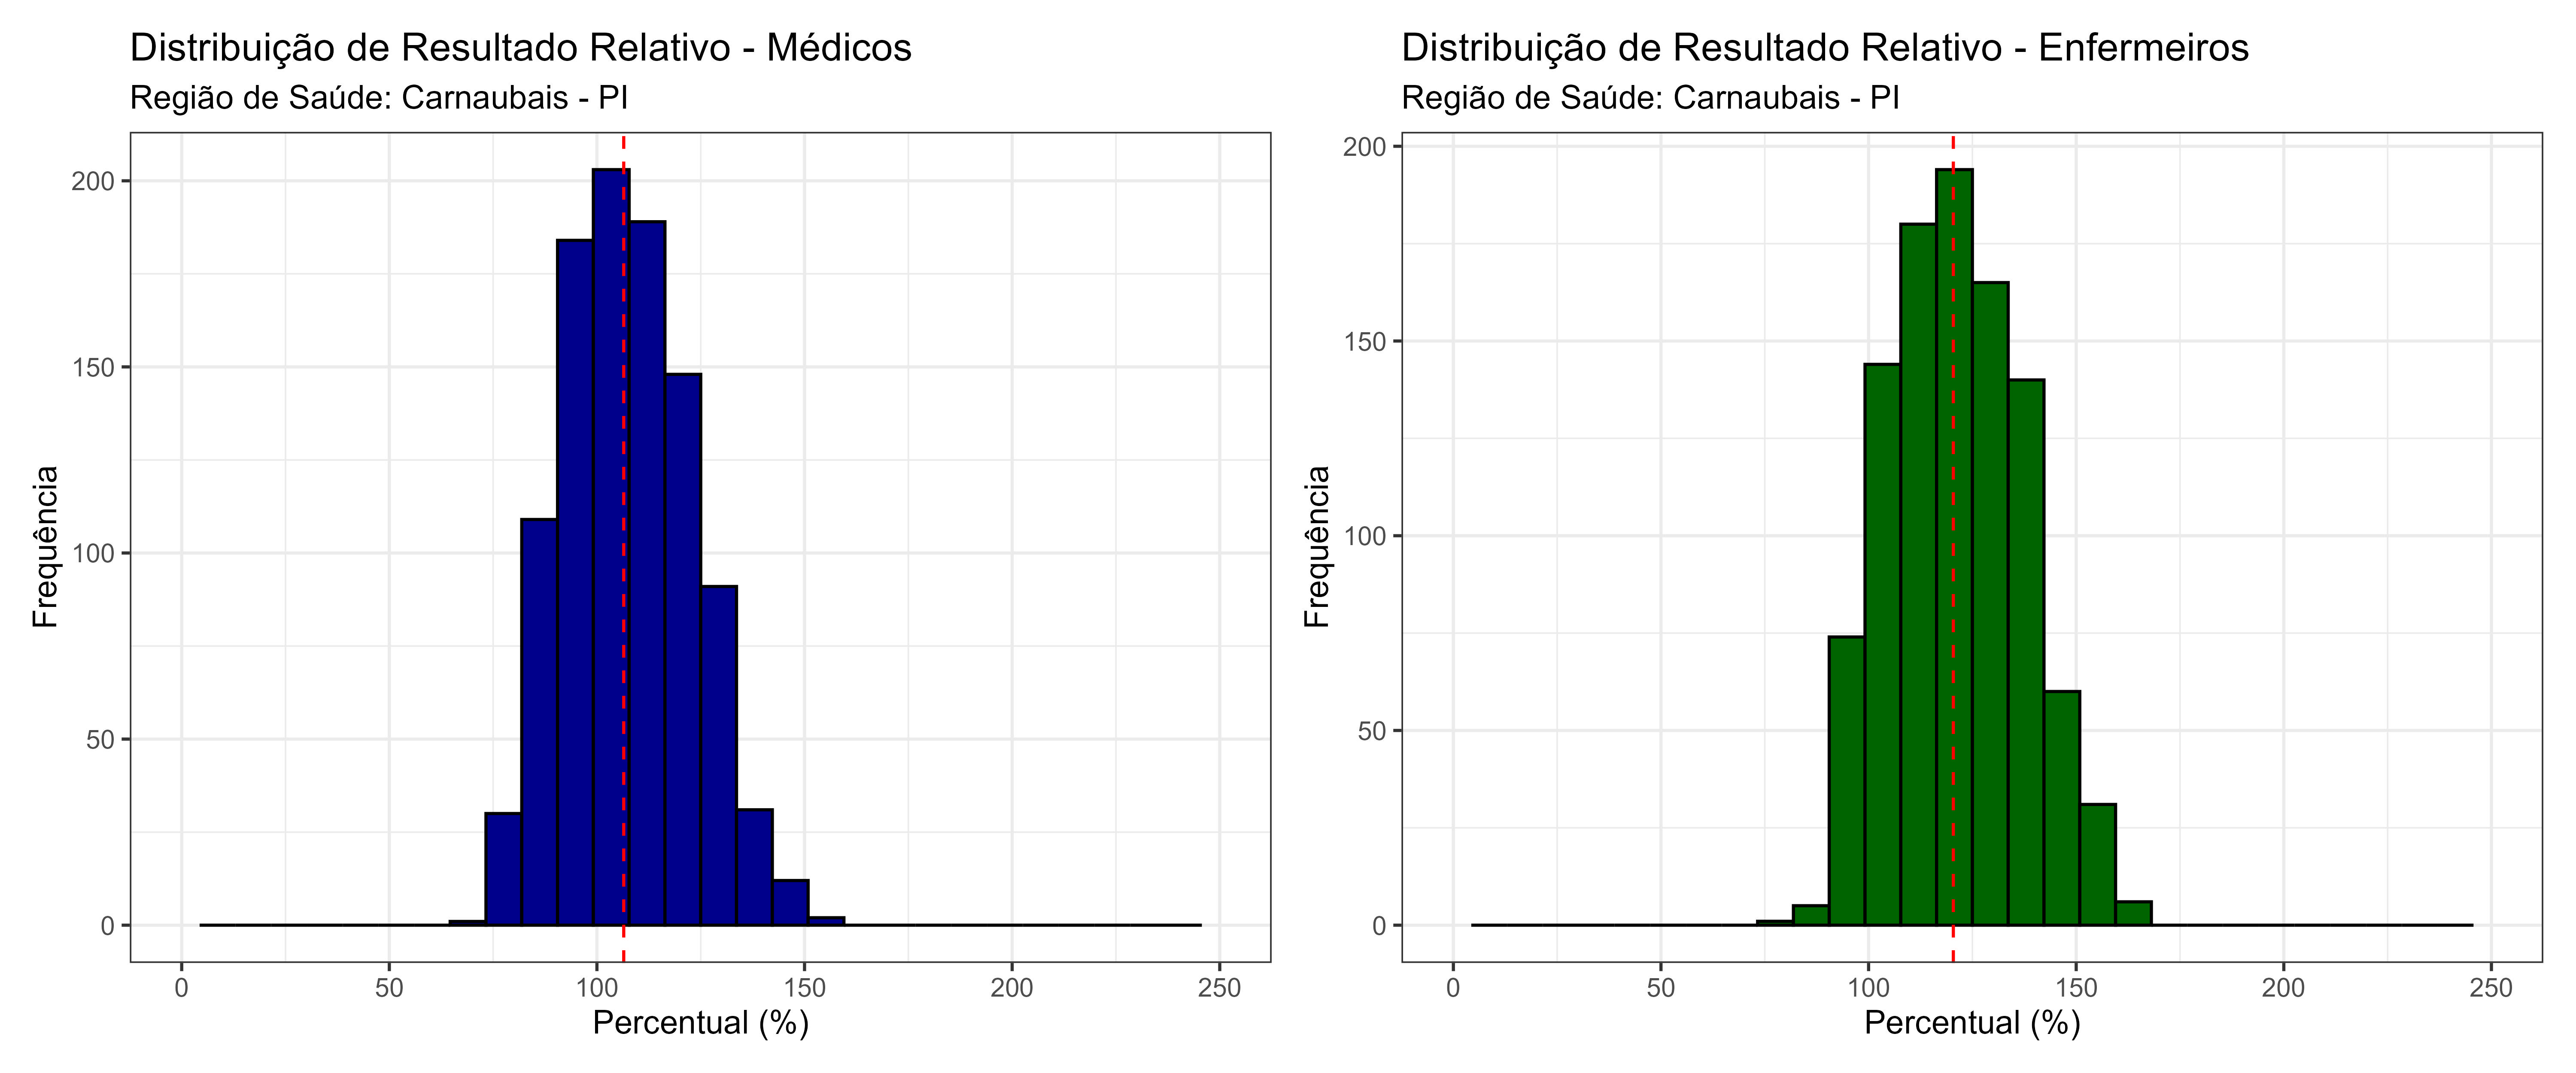 Distribuição de Resultado Relativo - Médicos
Região de Saúde: Carnaubais - PI
Frequência
200
150
100
50
0
0 50 100 150 200 250
Percentual (%)
Distribuição de Resultado Relativo - Enfermeiros
Região de Saúde: Carnaubais - PI
Frequência
200
150
100
50
0
0 50 100 150 200 250
Percentual (%)